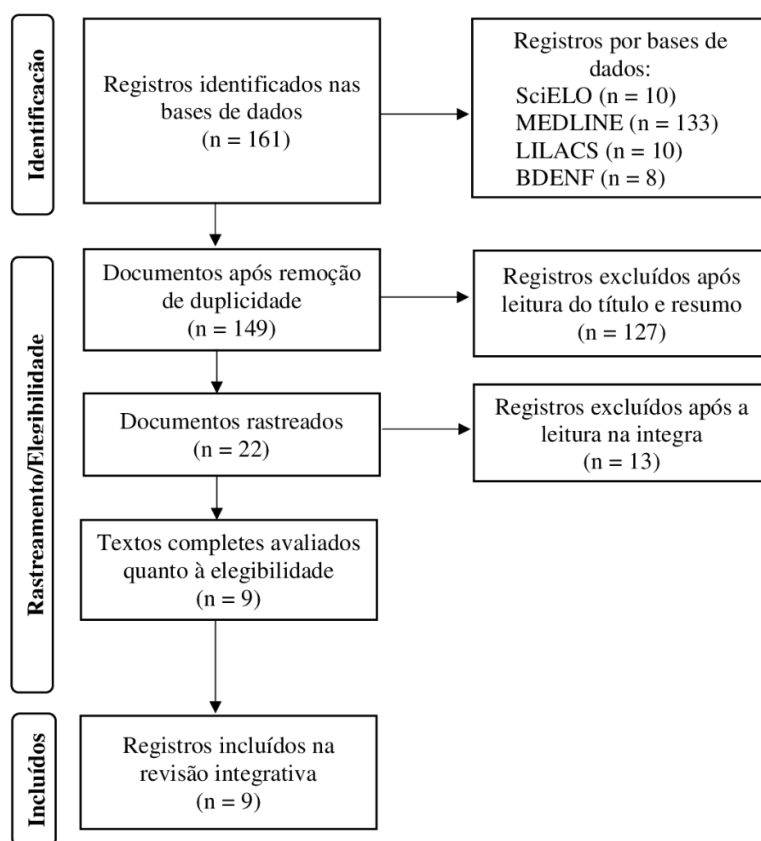 Identificação
Registros identificados nas
bases de dados
(n = 161)
Registros por bases de
dados:
SciELO (n = 10)
MEDLINE (n = 133)
LILACS (n = 10)
BDENF (n = 8)
Rastreamento/Elegibilidade
Documentos após remoção
de duplicidade
(n = 149)
Registros excluídos após
leitura do título e resumo
(n = 127)
Documentos rastreados
(n = 22)
Registros excluídos após a
leitura na integra
(n = 13)
Textos completes avaliados
quanto à elegibilidade
(n = 9)
Incluídos
Registros incluídos na
revisão integrativa
(n = 9)